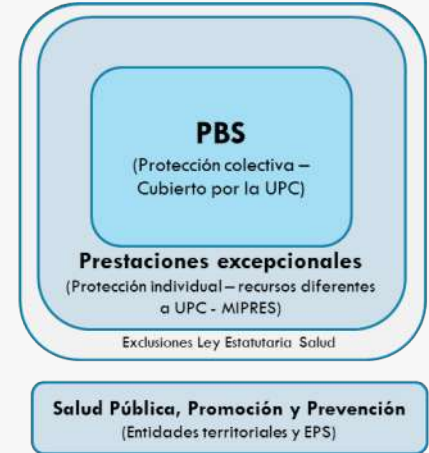 PBS
(Protección colectiva –
Cubierto por la UPC)
Prestaciones excepcionales
(Protección individual – recursos diferentes
a UPC - MIPRES)
Exclusiones Ley Estatutaria Salud
Salud Pública, Promoción y Prevención
(Entidades territoriales y EPS)